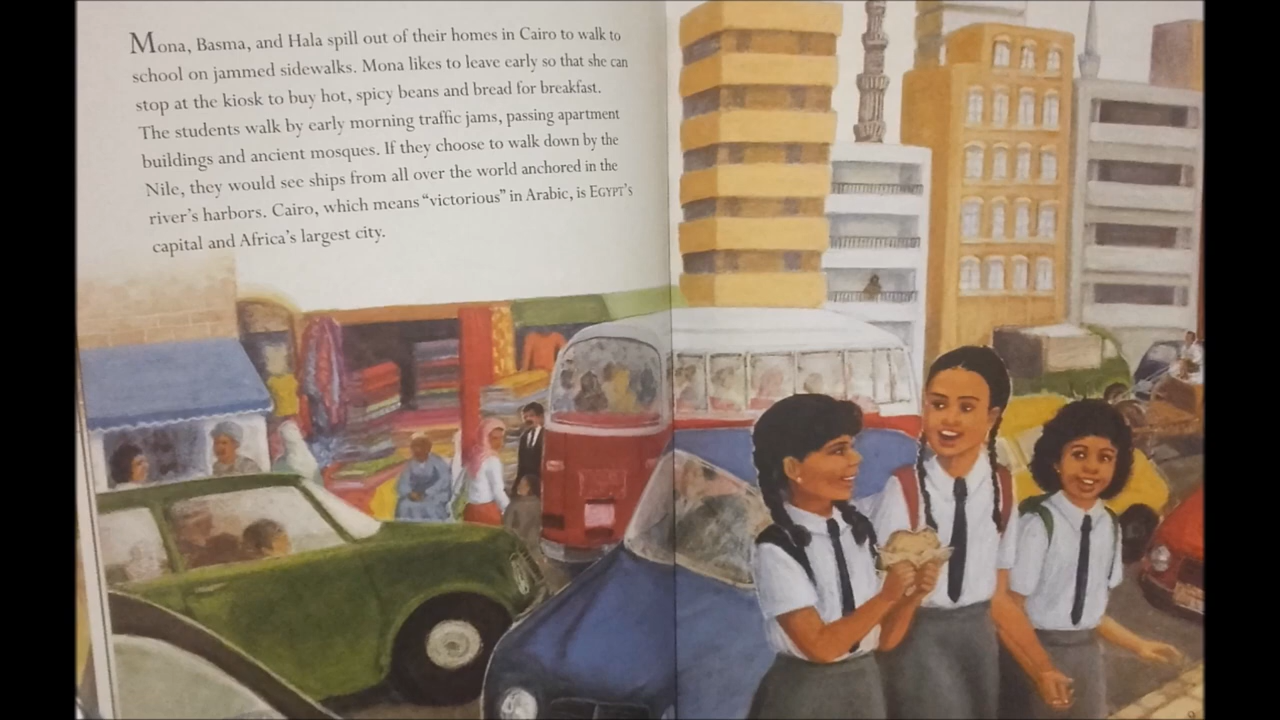 Mona, Basma, and Hala spill out of their homes in Cairo to walk to
school on jammed sidewalks. Mona likes to leave early so that she can
stop at the kiosk to buy hot, spicy beans and bread for breakfast.
The students walk by early morning traffic jams, passing apartment
buildings and ancient mosques. If they choose to walk down by the
Nile, they would see ships from all over the world anchored in the
river's harbors. Cairo, which means “victorious” in Arabic, is EGYPT's
capital and Africa's largest city.